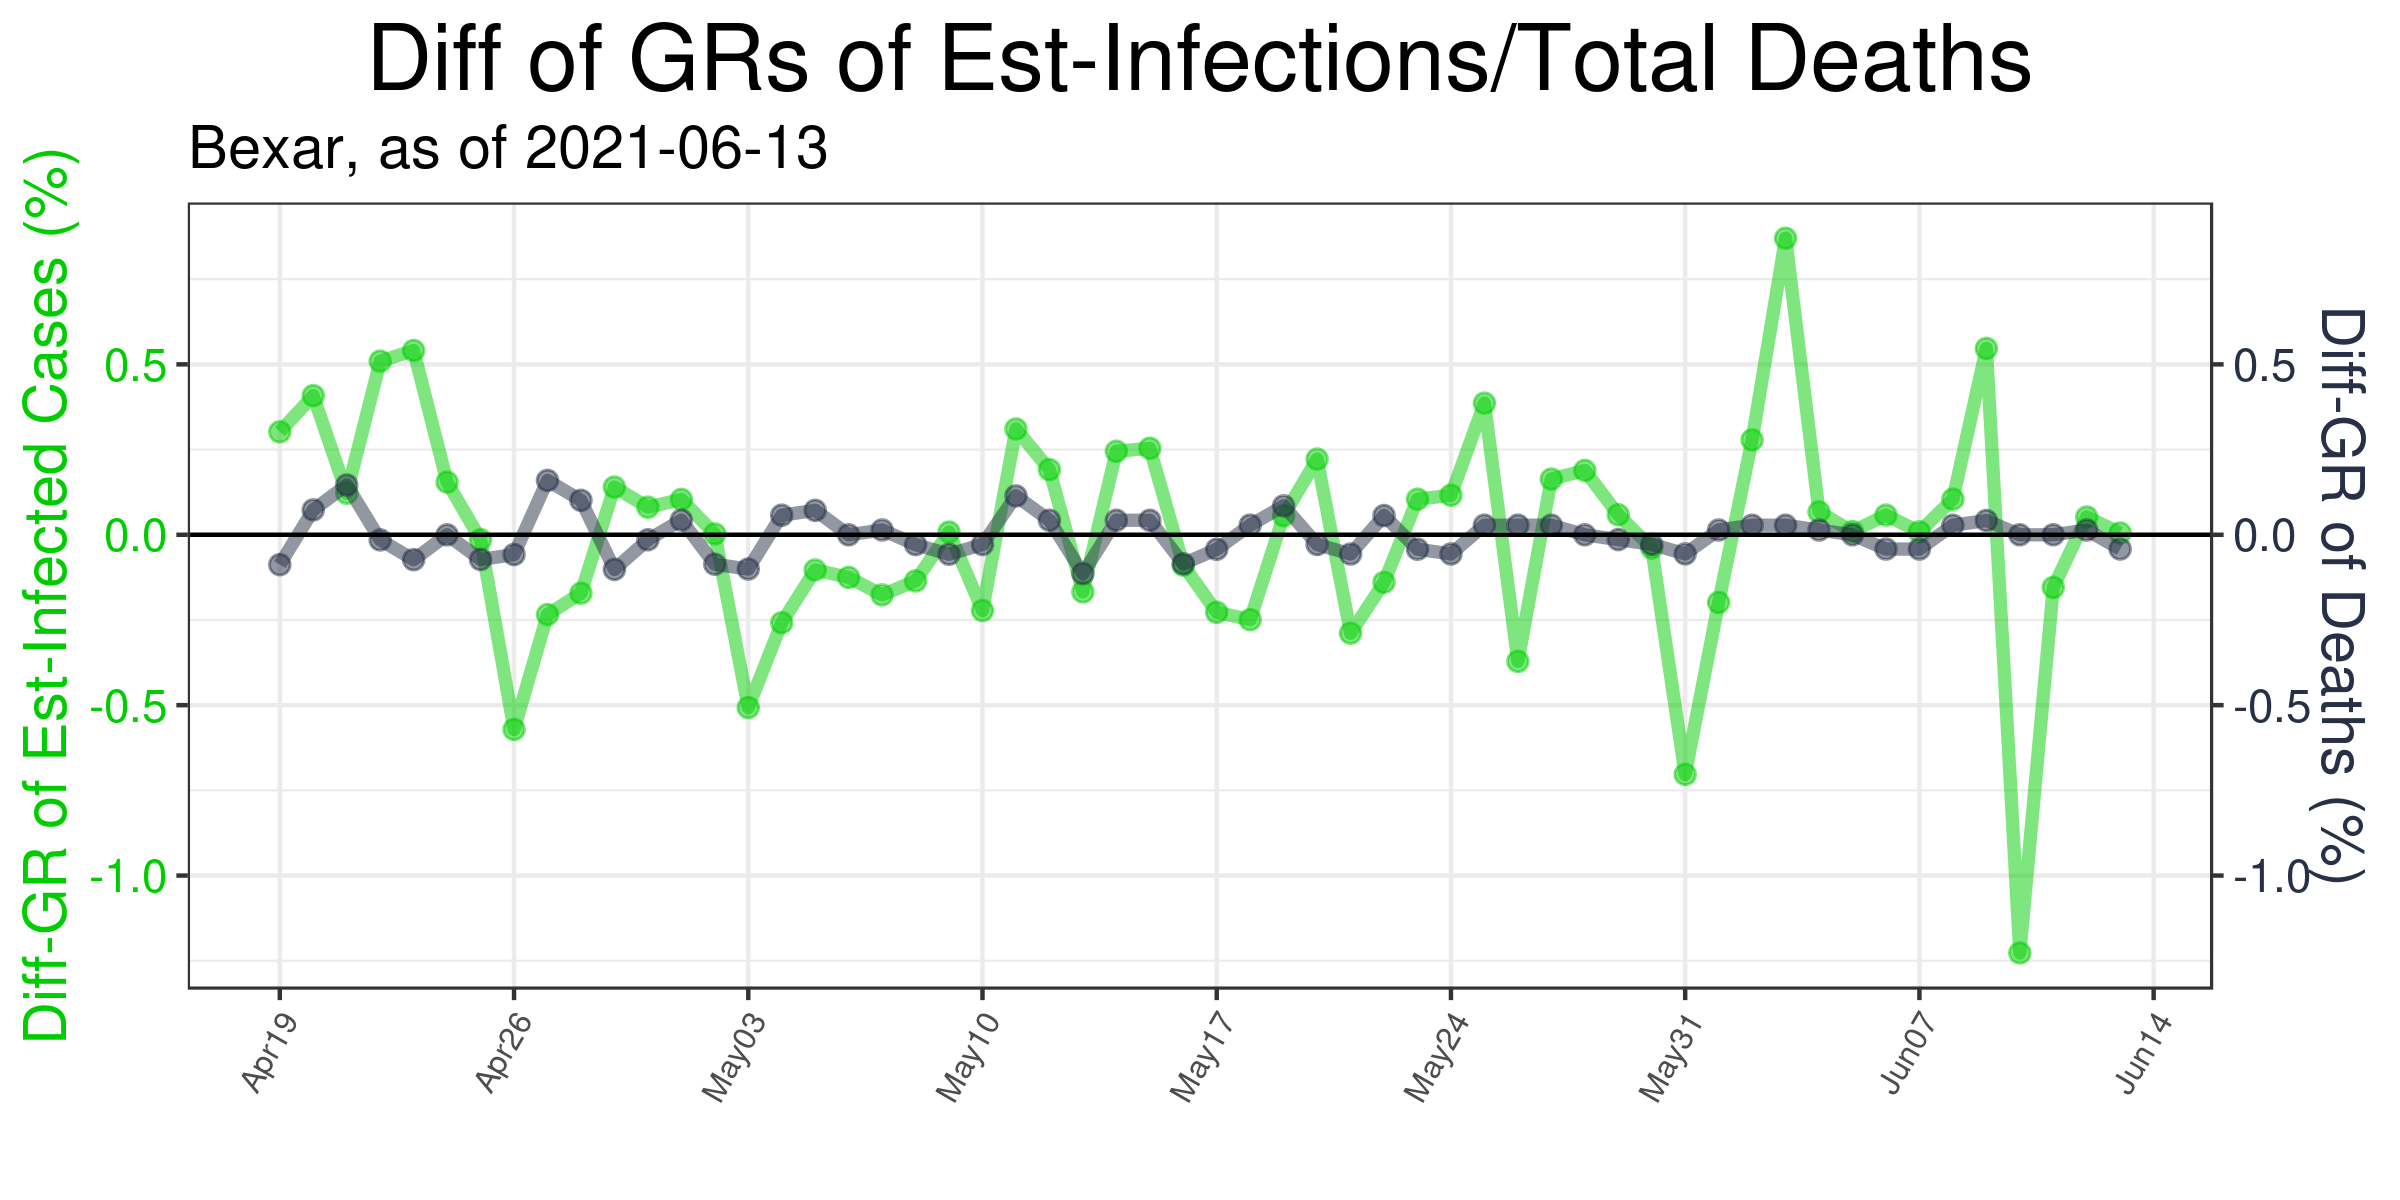 Diff of GRs of Est-Infections/Total Deaths
Bexar, as of 2021-06-13
Diff-GR of Est-Infected Cases (%)
0.5
0.0
-0.5
-1.0
0.5
0.0
-0.5
-1.0
Diff-GR of Deaths (%)
Apr19
Apr26
May03
May10
May17
May24
May31
Jun07
Jun14